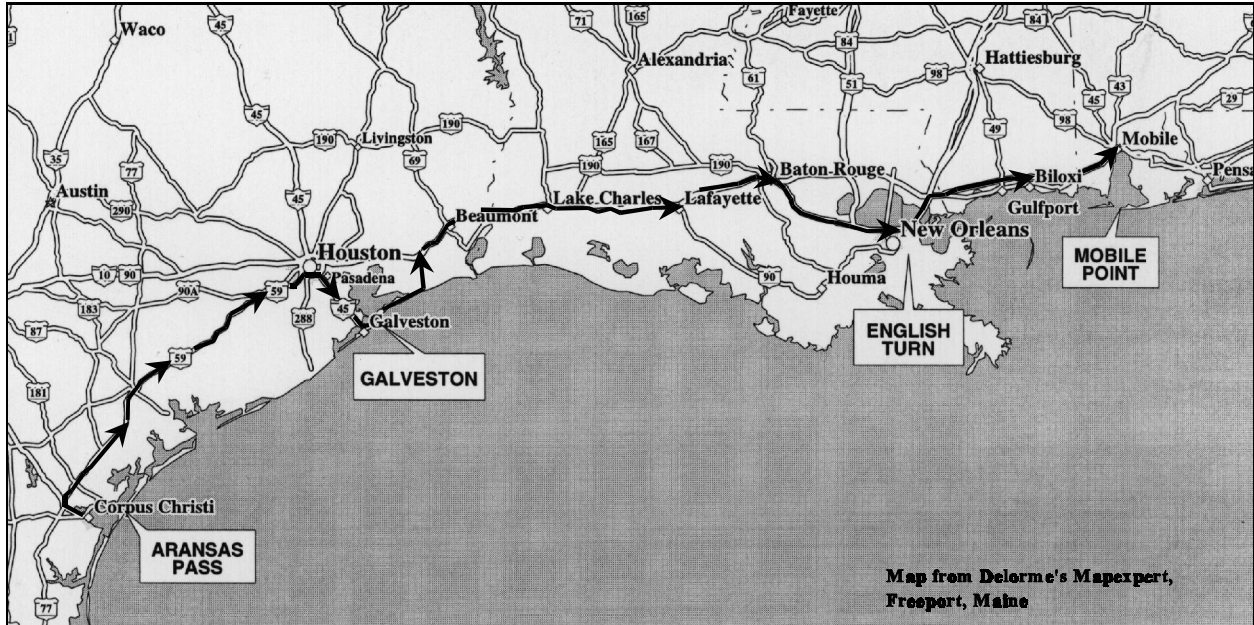 45
71
165
Fayette
84
84
Waco
Alexandria
61
51
98
Hattiesburg
45
43
29
45
190
Livingston
190
165
167
49
98
Mobile
35
77
69
190
190
Baton Rouge
Biloxi
Pensa
Austin
290
45
Beaumont
Lake Charles
Lafayette
New Orleans
Gulfport
Houston
10
90
Pasadena
90
Houma
MOBILE
POINT
90A
59
45
183
288
Galveston
ENGLISH
TURN
87
59
GALVESTON
181
Corpus Christi
ARANSAS
PASS
77
Map from Delorme's Mapexpert,
Freeport, Maine